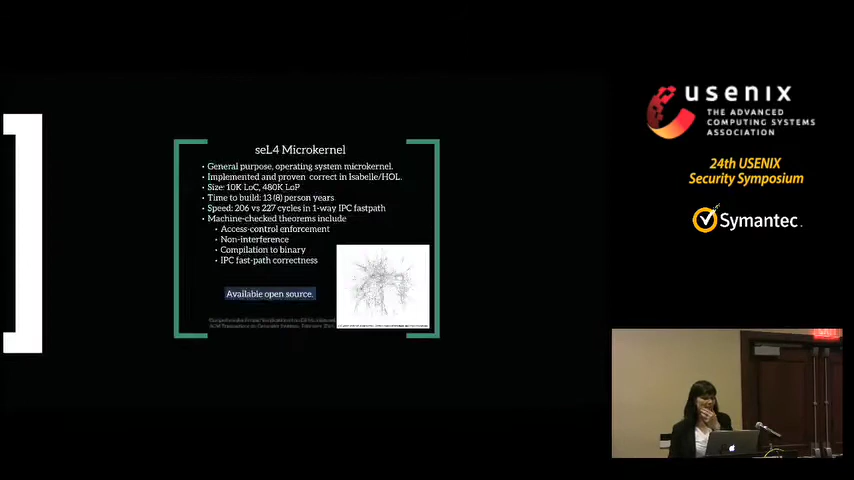 seL4 Microkernel
• General purpose, operating system microkernel.
• Implemented and proven correct in Isabelle/HOL.
• Size: 10K LoC, 480K LoP
• Time to build: 13 (8) person years
• Speed: 206 vs 227 cycles in 1-way IPC fastpath
• Machine-checked theorems include
• Access-control enforcement
• Non-interference
• Compilation to binary
• IPC fast-path correctness
Available open source.
usenix
THE ADVANCED
COMPUTING SYSTEMS
ASSOCIATION
24th USENIX
Security Symposium
Symantec.